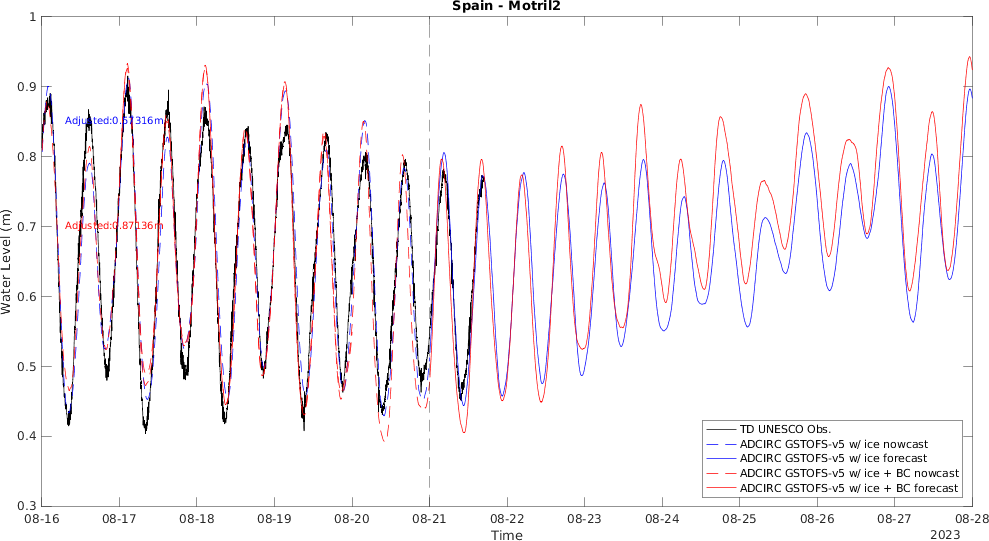 Spain - Motril2
Water Level (m)
1
0.9
0.8
0.7
0.6
0.5
0.4
0.3
Adjusted:0.57316m
Adjusted:0.87136m
TD UNESCO Obs.
ADCIRC GSTOFS-v5 w/ ice nowcast
ADCIRC GSTOFS-v5 w/ ice forecast
ADCIRC GSTOFS-v5 w/ ice + BC nowcast
ADCIRC GSTOFS-v5 w/ ice + BC forecast
08-16 08-17 08-18 08-19 08-20 08-21 08-22 08-23 08-24 08-25 08-26 08-27 08-28
Time
2023